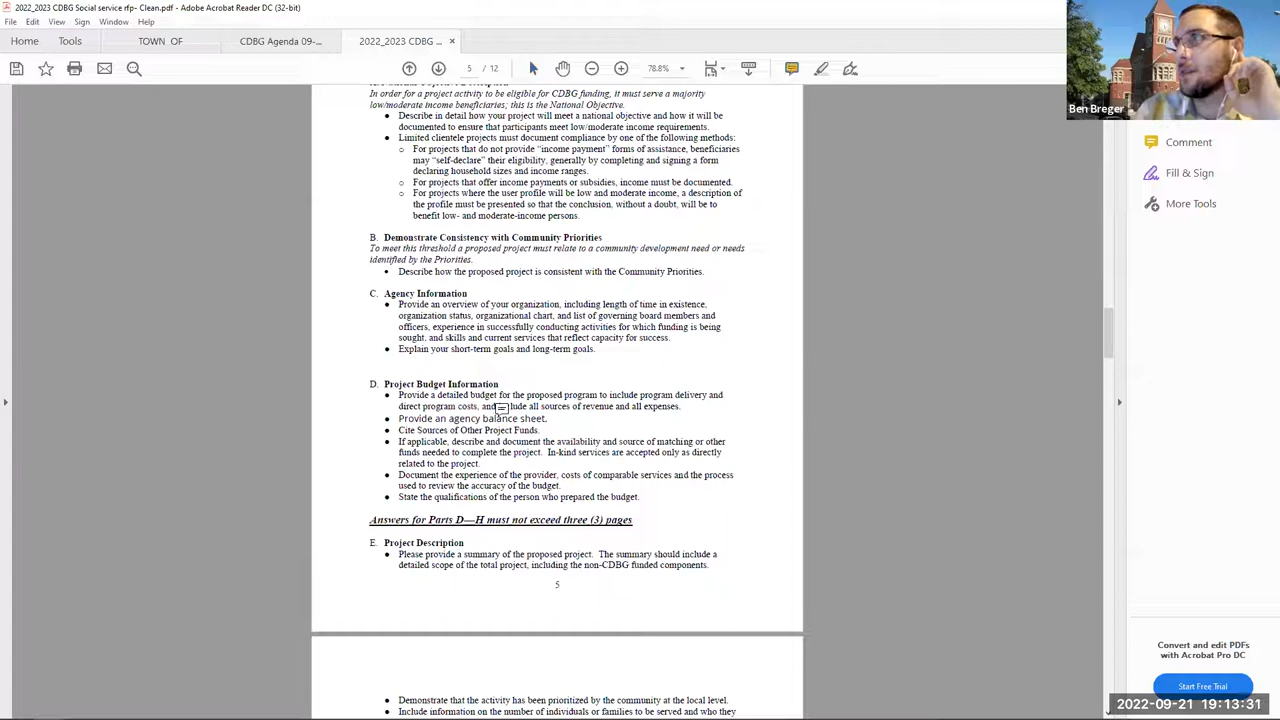 2022_2023 CDBG Social service rfp- Clean.pdf - Adobe Acrobat Reader DC (32-bit)
File Edit View Sign Window Help
Home Tools TOWN OF CDBG Agenda 09-... 2022_2023 CDBG ... ×
5 / 12 78.8%
In order for a project activity to be eligible for CDBG funding, it must serve a majority
low/moderate income beneficiaries; this is the National Objective.
• Describe in detail how your project will meet a national objective and how it will be
documented to ensure that participants meet low/moderate income requirements.
• Limited clientele projects must document compliance by one of the following methods:
o For projects that do not provide “income payment” forms of assistance, beneficiaries
may “self-declare” their eligibility, generally by completing and signing a form
declaring household sizes and income ranges.
o For projects that offer income payments or subsidies, income must be documented.
o For projects where the user profile will be low and moderate income, a description of
the profile must be presented so that the conclusion, without a doubt, will be to
benefit low- and moderate-income persons.
B. Demonstrate Consistency with Community Priorities
To meet this threshold a proposed project must relate to a community development need or needs
identified by the Priorities.
• Describe how the proposed project is consistent with the Community Priorities.
C. Agency Information
• Provide an overview of your organization, including length of time in existence,
organization status, organizational chart, and list of governing board members and
officers, experience in successfully conducting activities for which funding is being
sought, and skills and current services that reflect capacity for success.
• Explain your short-term goals and long-term goals.
D. Project Budget Information
• Provide a detailed budget for the proposed program to include program delivery and
direct program costs, and include all sources of revenue and all expenses.
• Provide an agency balance sheet.
• Cite Sources of Other Project Funds.
• If applicable, describe and document the availability and source of matching or other
funds needed to complete the project. In-kind services are accepted only as directly
related to the project.
• Document the experience of the provider, costs of comparable services and the process
used to review the accuracy of the budget.
• State the qualifications of the person who prepared the budget.
Answers for Parts D—H must not exceed three (3) pages
E. Project Description
• Please provide a summary of the proposed project. The summary should include a
detailed scope of the total project, including the non-CDBG funded components.
5
• Demonstrate that the activity has been prioritized by the community at the local level.
• Include information on the number of individuals or families to be served and who they
Ben Breger
Comment
Fill & Sign
More Tools
Convert and edit PDFs
with Acrobat Pro DC
Start Free Trial
2022-09-21 19:13:31